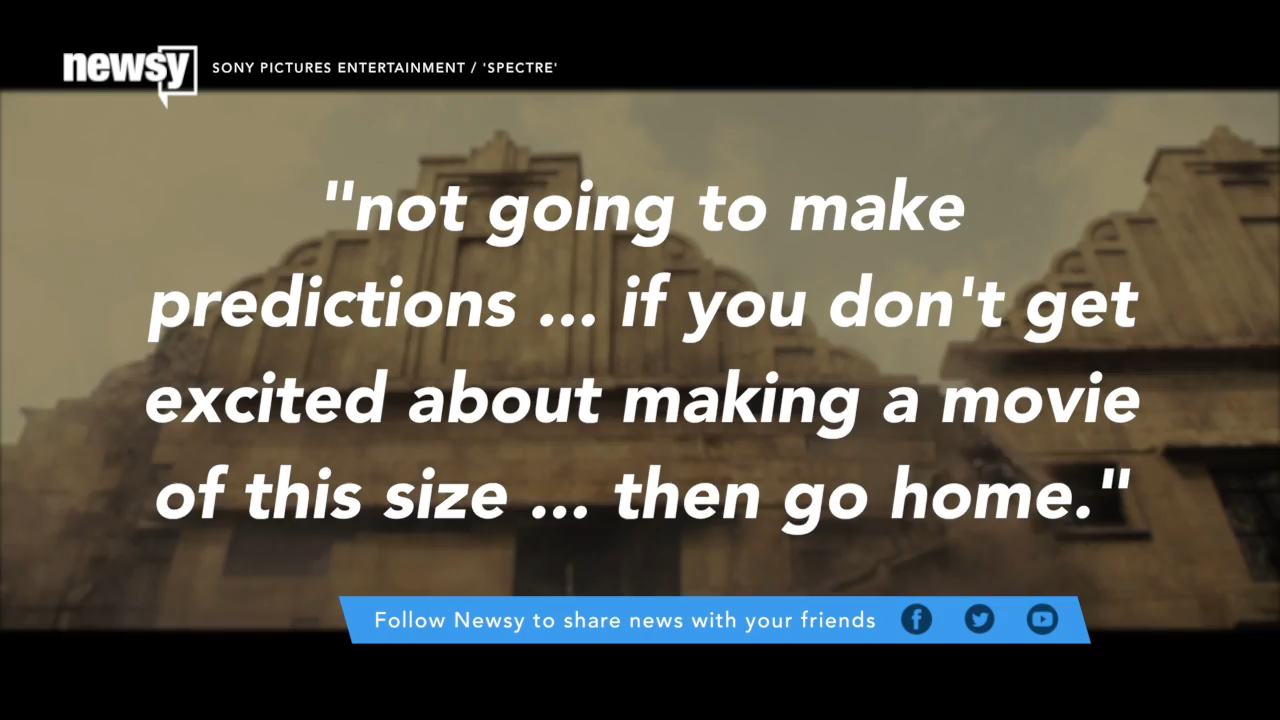 newsy
SONY PICTURES ENTERTAINMENT / 'SPECTRE'
"not going to make
predictions ... if you don't get
excited about making a movie
of this size ... then go home."
Follow Newsy to share news with your friends